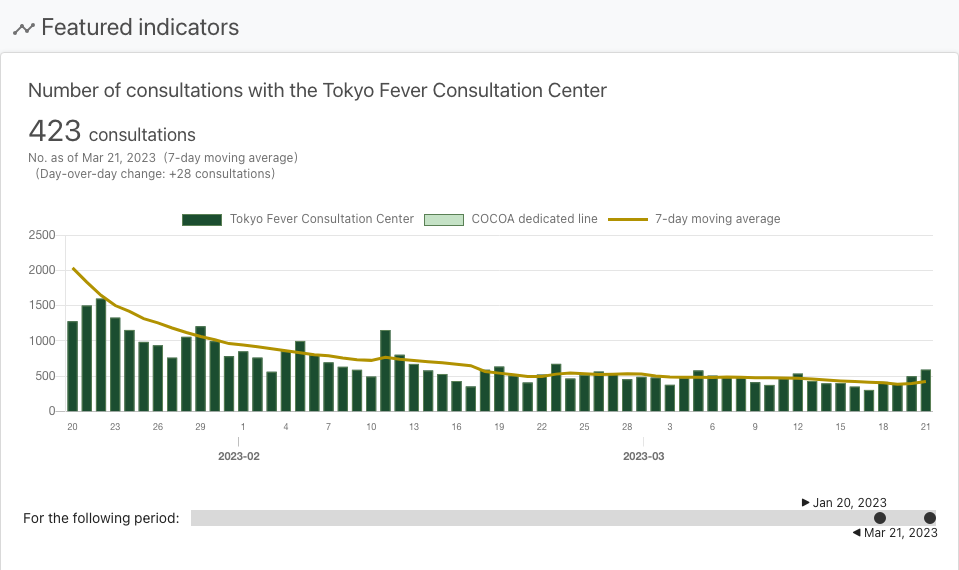 Featured indicators
Number of consultations with the Tokyo Fever Consultation Center
423 consultations
No. as of Mar 21, 2023 (7-day moving average)
(Day-over-day change: +28 consultations)
Tokyo Fever Consultation Center COCOA dedicated line 7-day moving average
2500
2000
1500
1000
500
0
20 23 26 29 1 4 7 10 13 16 19 22 25 28 3 6 9 12 15 18 21
2023-02 2023-03
▶ Jan 20, 2023
For the following period:
◀ Mar 21, 2023